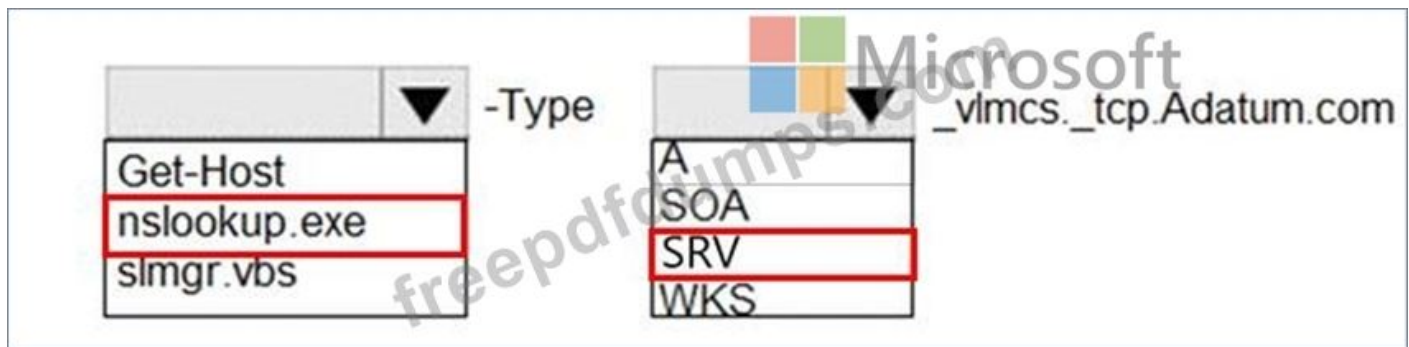 Microsoft
-Type _vlmcs._tcp.Adatum.com
Get-Host
nslookup.exe
slmgr.vbs
A
SOA
SRV
WKS
freepdfdumps.com